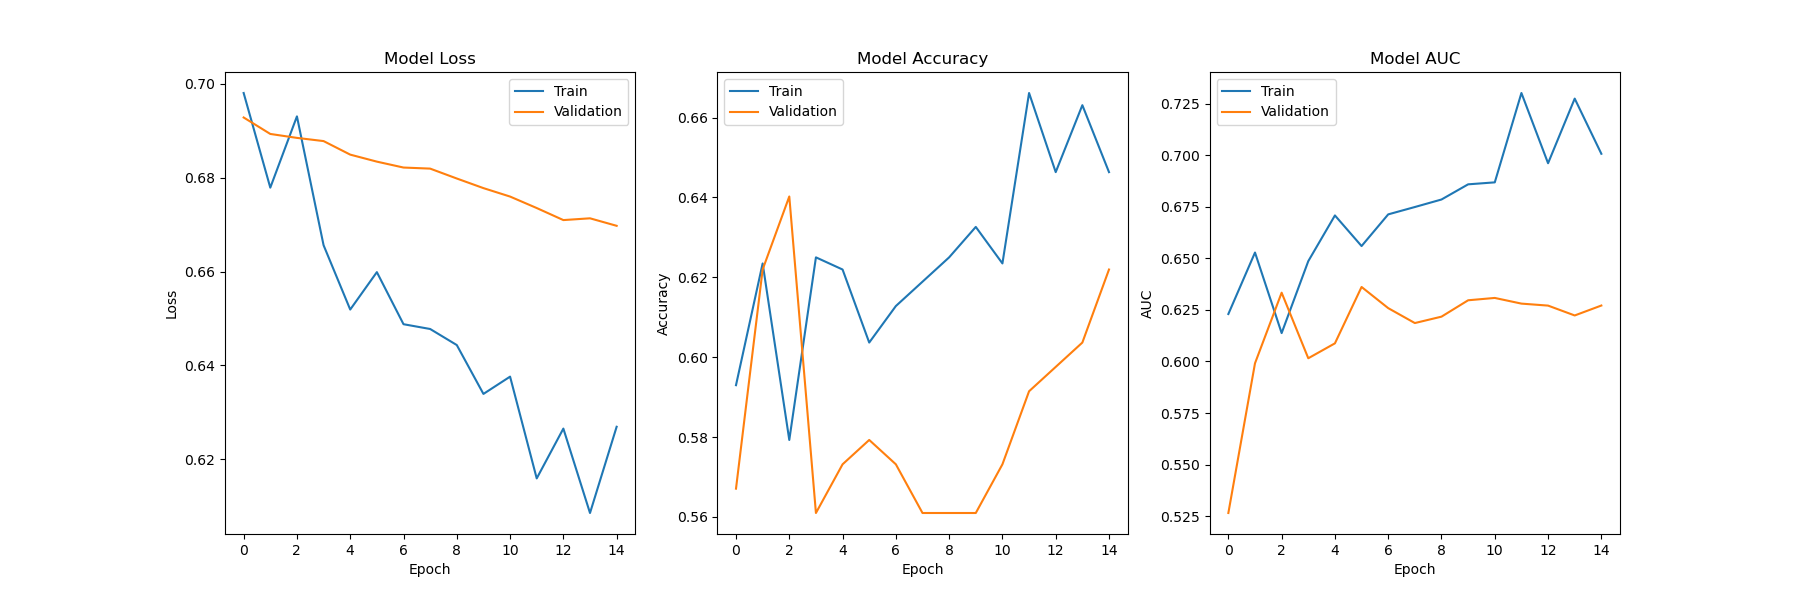 Model Loss
Train
Validation
0.70
0.68
0.66
0.64
0.62
Loss
0 2 4 6 8 10 12 14
Epoch
Model Accuracy
Train
Validation
0.66
0.64
0.62
0.60
0.58
0.56
Accuracy
0 2 4 6 8 10 12 14
Epoch
Model AUC
Train
Validation
0.725
0.700
0.675
0.650
0.625
0.600
0.575
0.550
0.525
AUC
0 2 4 6 8 10 12 14
Epoch